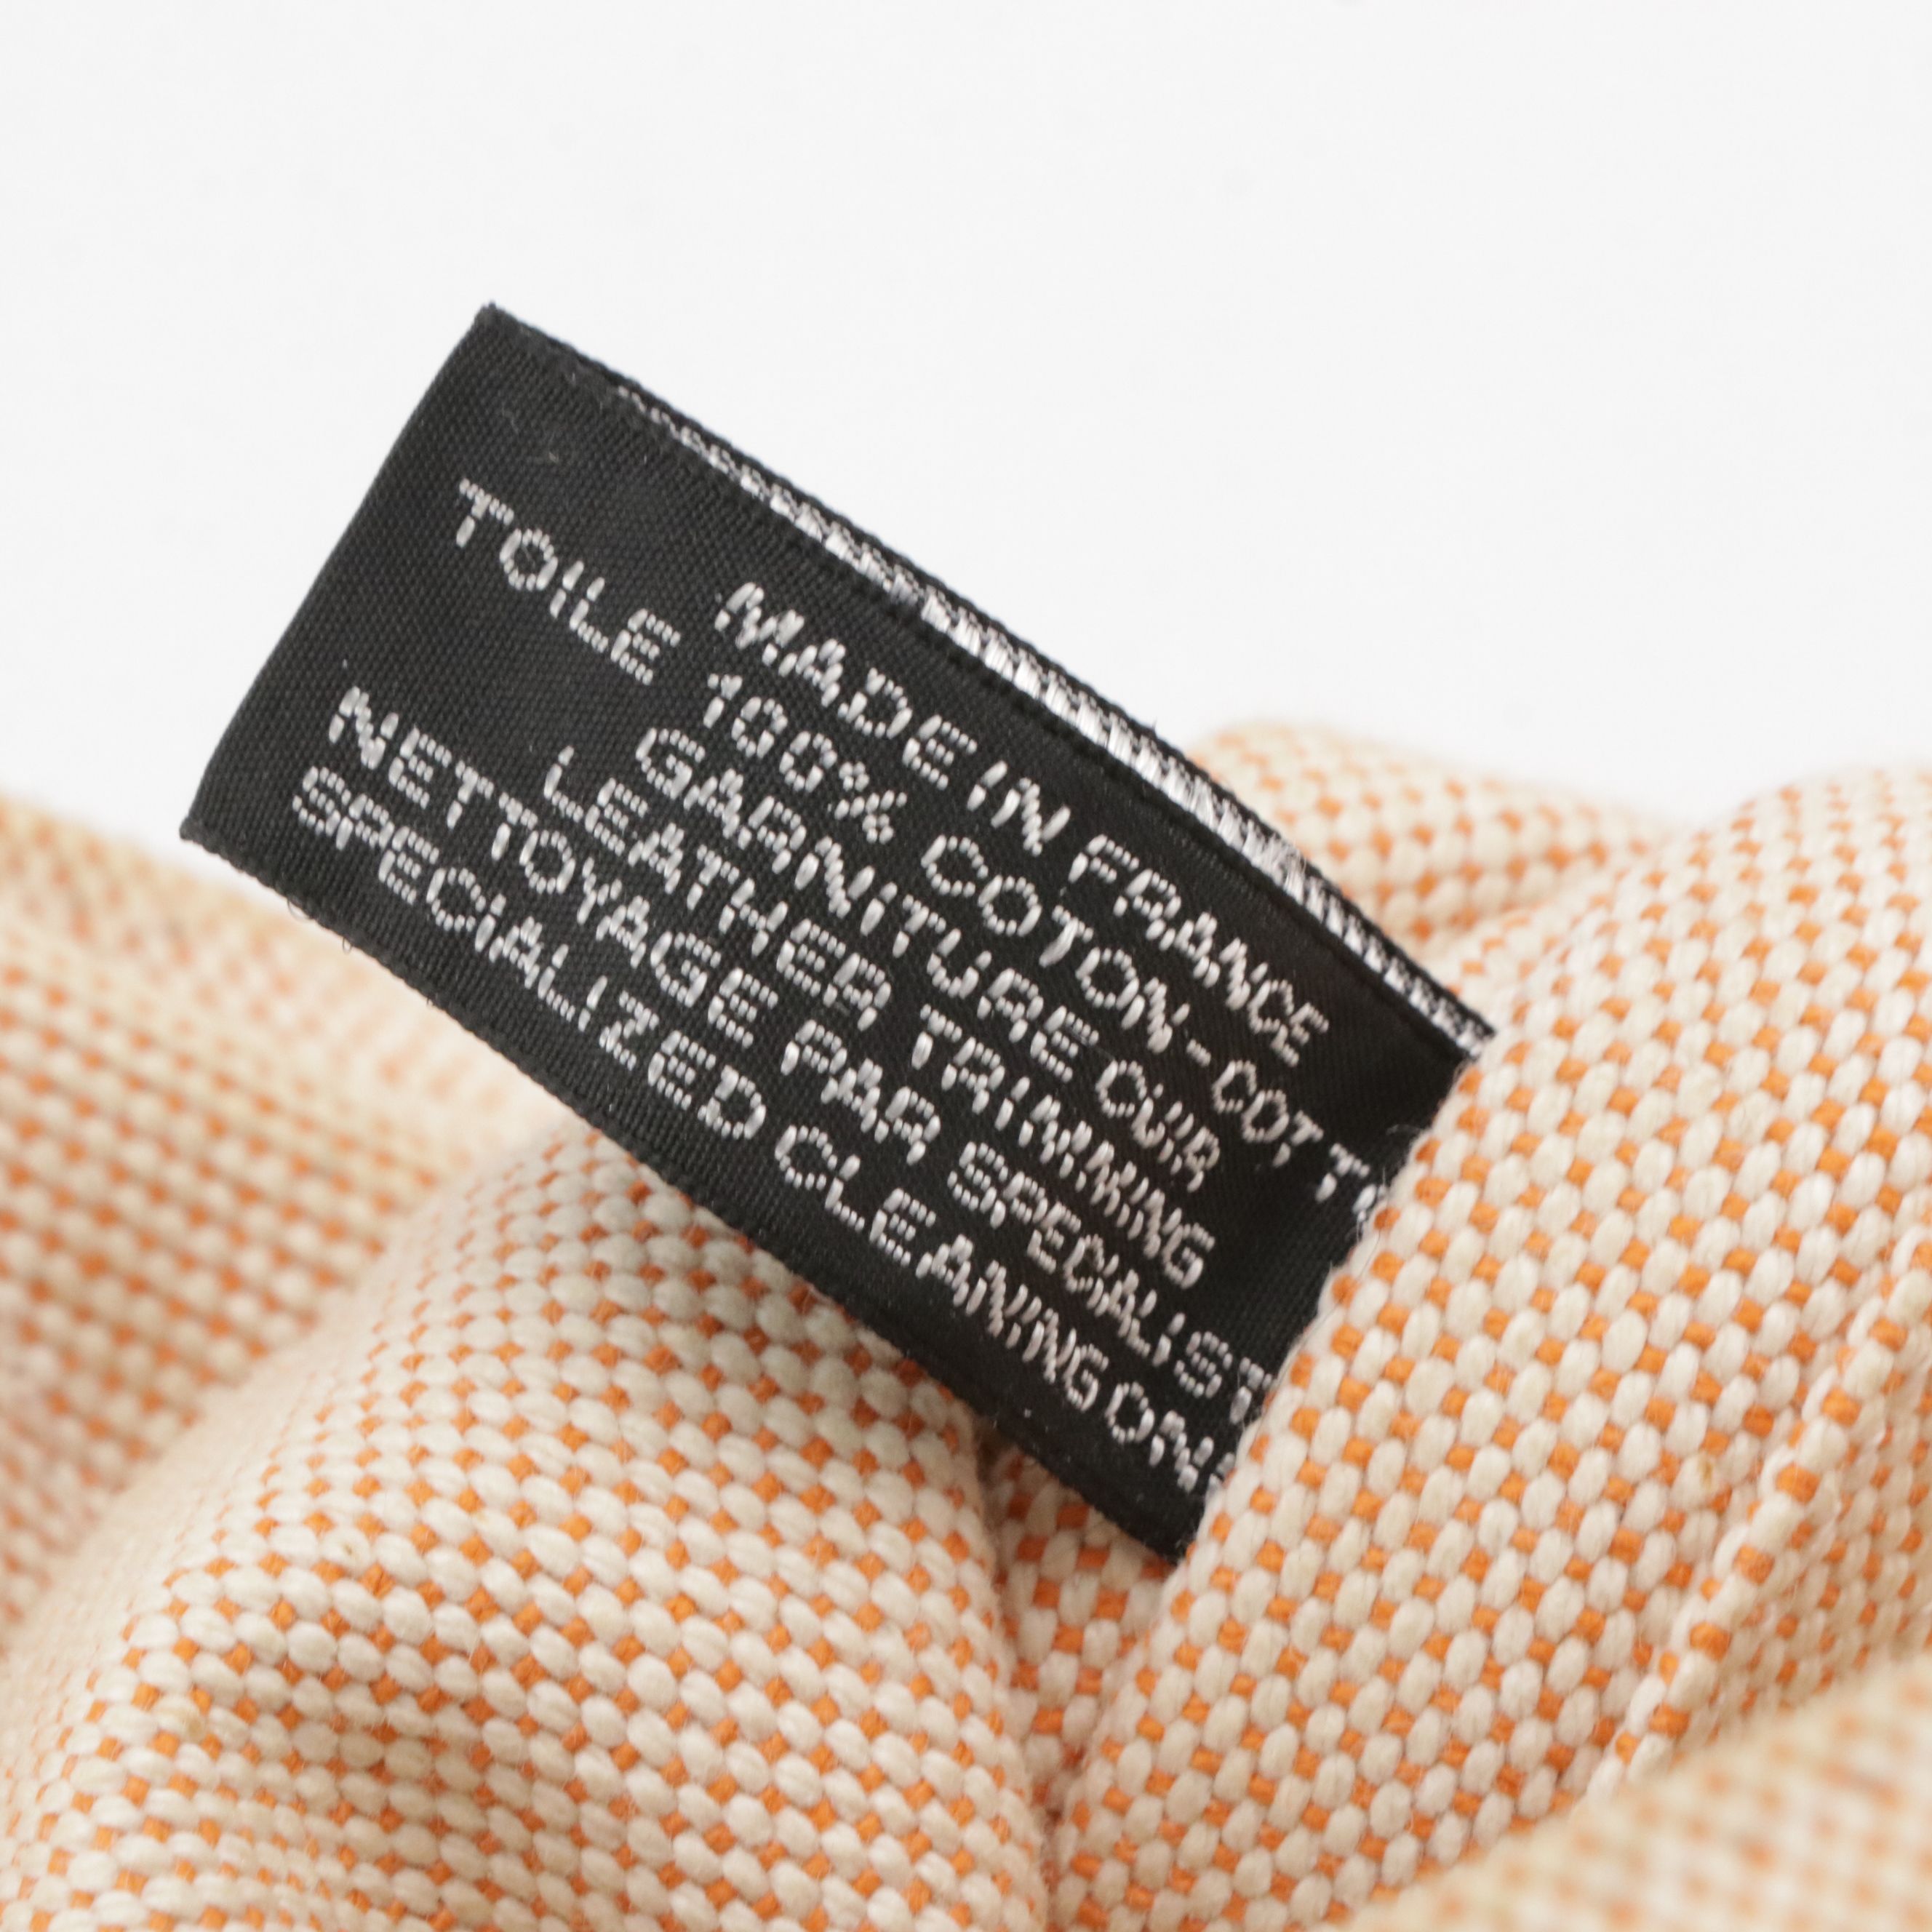 MADE IN FRANCE
TOILE 100% COTON - COTT
GARNITURE CUIR
LEATHER TRIMMING
NETTOYAGE PAR SPECIALIST
SPECIALIZED CLEANING ON